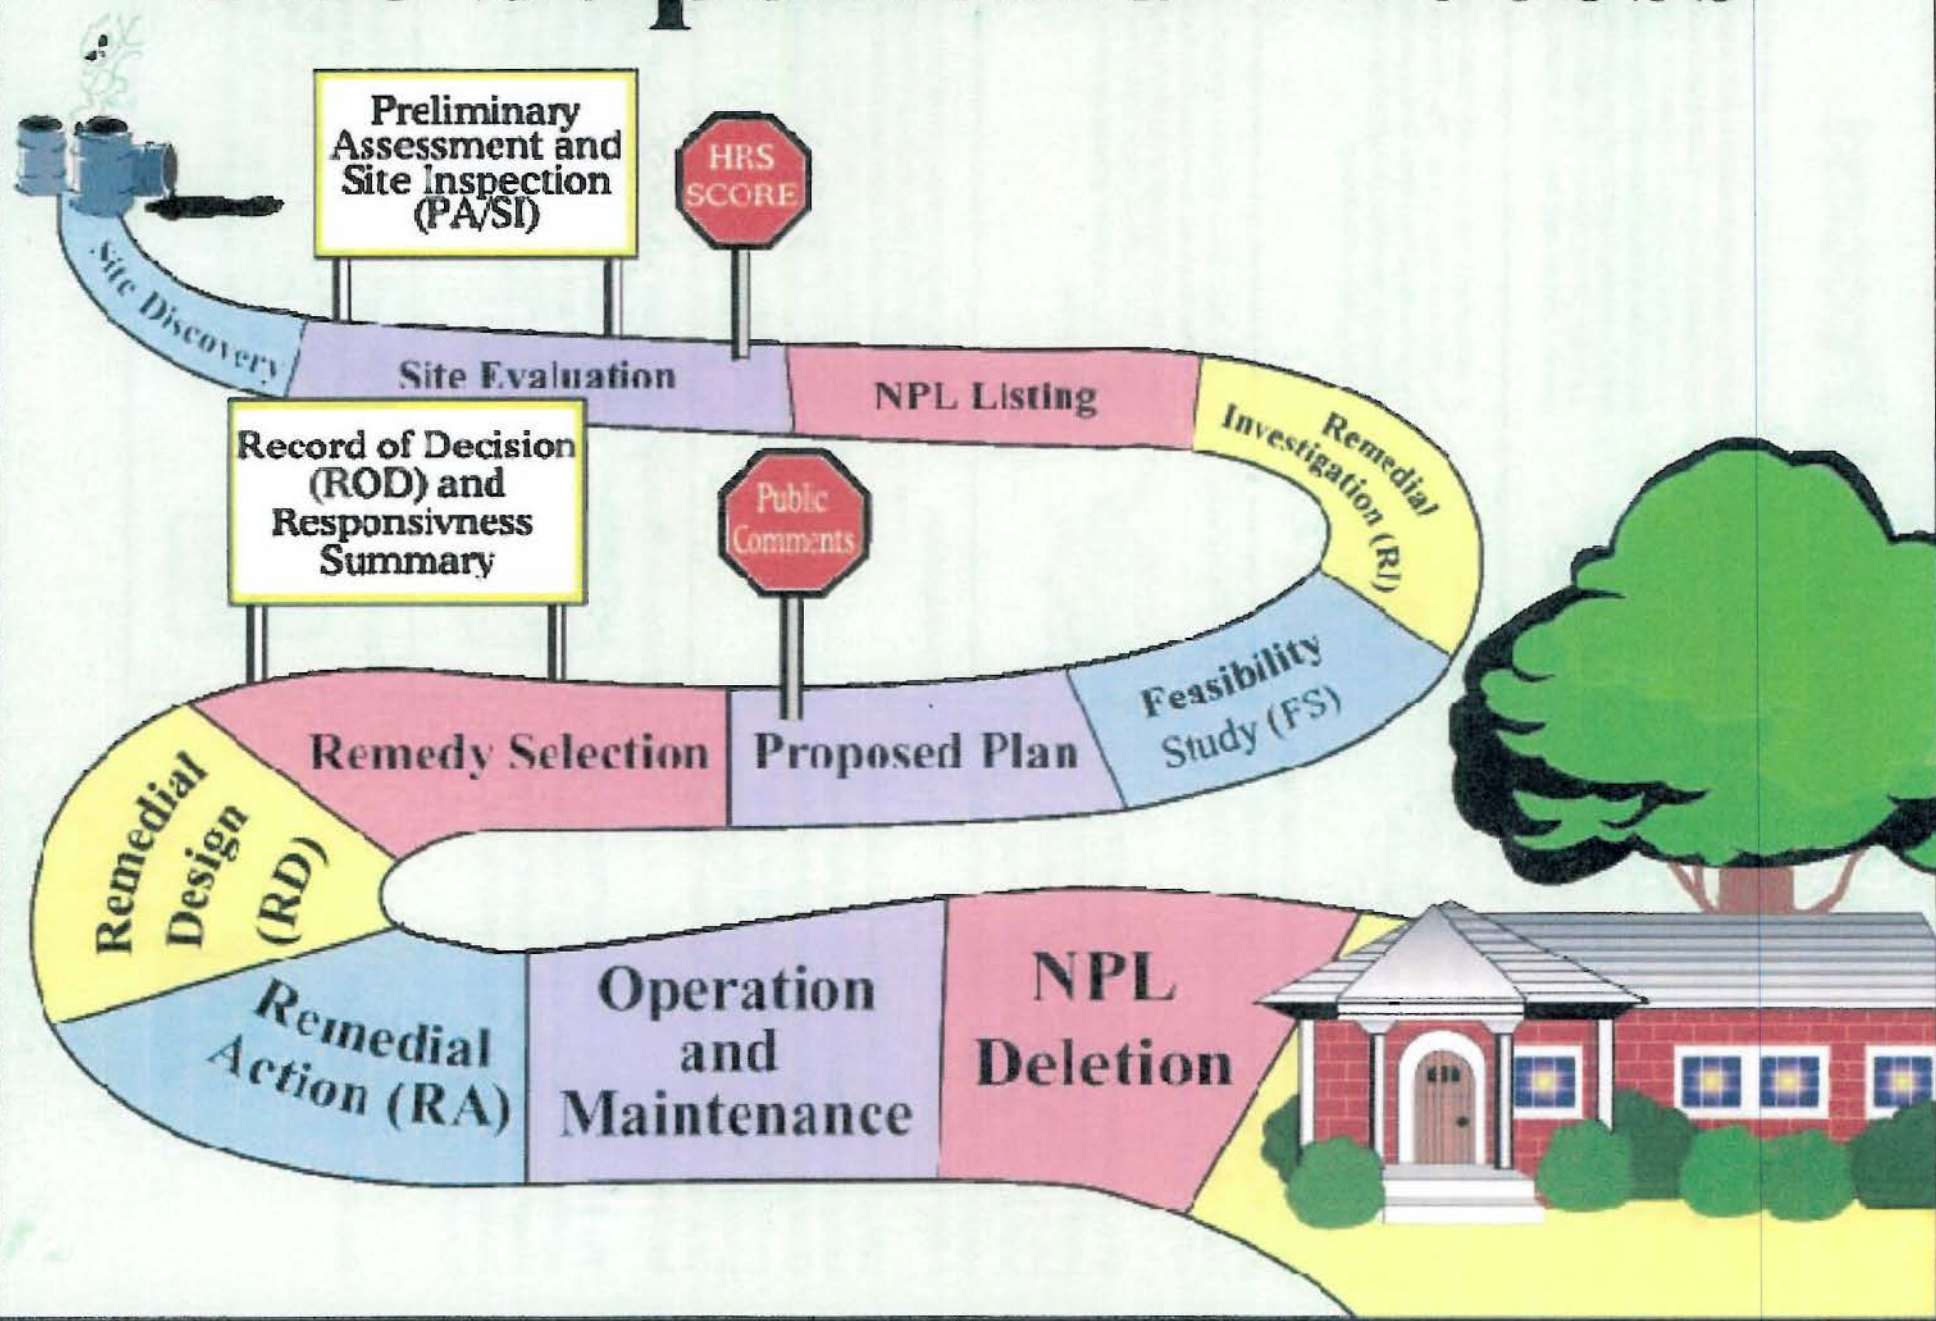 Preliminary
Assessment and
Site Inspection
(PA/SI)
HRS
SCORE
Site Discovery
Site Evaluation
NPL Listing
Remedial
Investigation (RI)
Record of Decision
(ROD) and
Responsivness
Summary
Public
Comments
Feasibility
Study (FS)
Proposed Plan
Remedy Selection
Remedial
Design
(RD)
Remedial
Action (RA)
Operation
and
Maintenance
NPL
Deletion